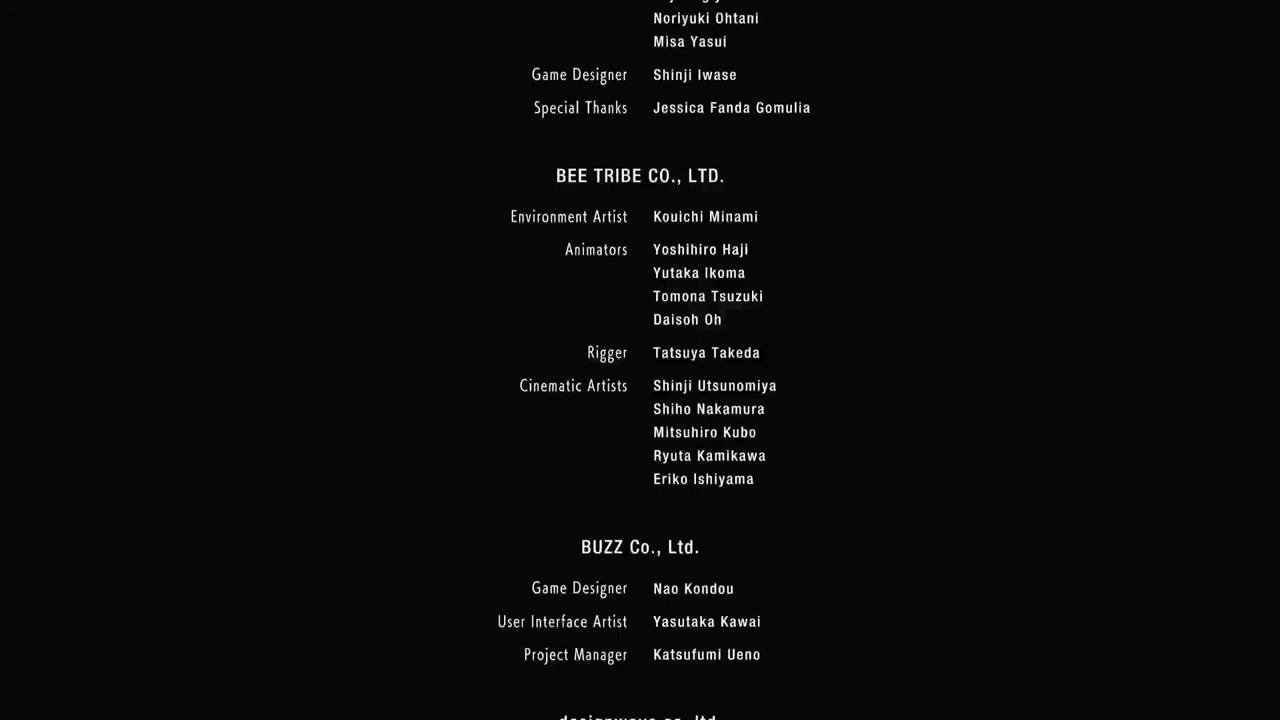 Noriyuki Ohtani
Misa Yasui
Game Designer Shinji Iwase
Special Thanks Jessica Fanda Gomulia
BEE TRIBE CO., LTD.
Environment Artist Kouichi Minami
Animators Yoshihiro Haji
Yutaka Ikoma
Tomona Tsuzuki
Daisoh Oh
Rigger Tatsuya Takeda
Cinematic Artists Shinji Utsunomiya
Shiho Nakamura
Mitsuhiro Kubo
Ryuta Kamikawa
Eriko Ishiyama
BUZZ Co., Ltd.
Game Designer Nao Kondou
User Interface Artist Yasutaka Kawai
Project Manager Katsufumi Ueno